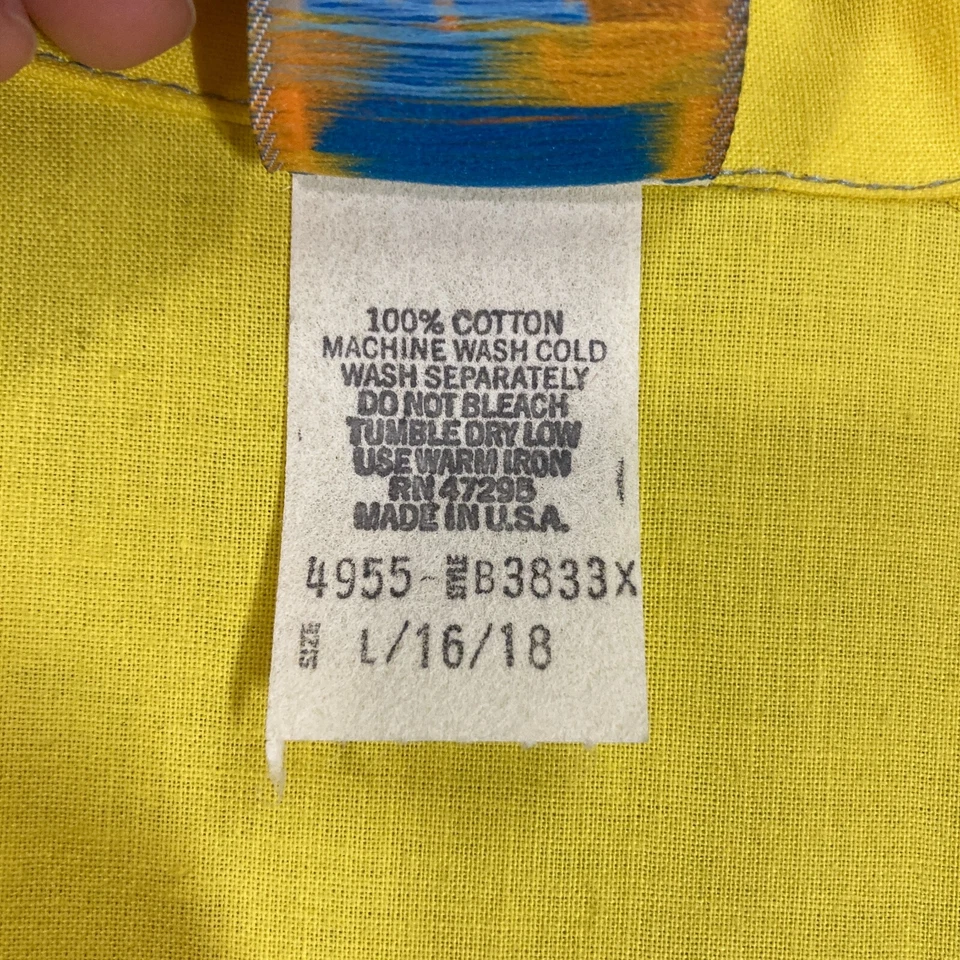 100% COTTON
MACHINE WASH COLD
WASH SEPARATELY
DO NOT BLEACH
TUMBLE DRY LOW
USE WARM IRON
RN 47295
MADE IN U.S.A.
4955 - STYLE B3833X
SIZE L/16/18